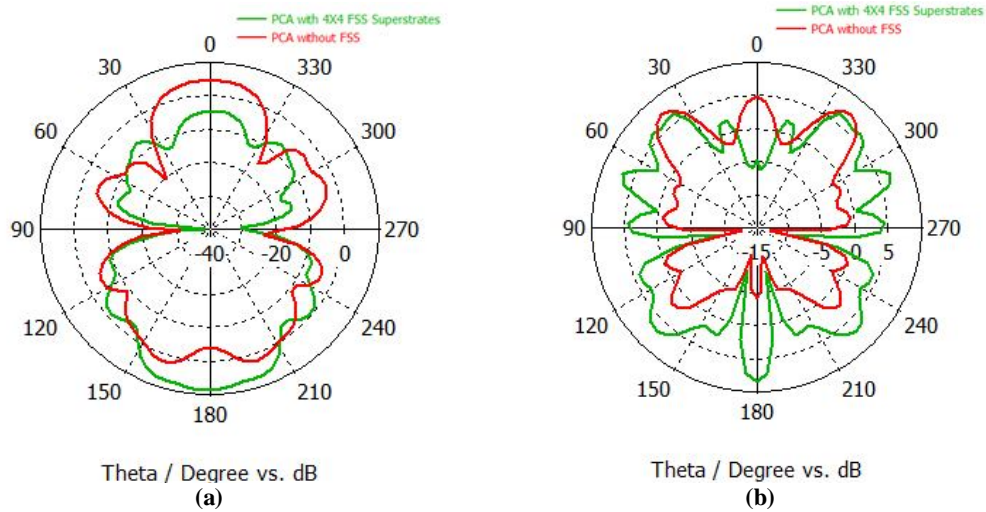 PCA with 4X4 FSS Superstrates
PCA without FSS
0
30 330
60 300
90 -40 -20 0 270
120 240
150 210
180
Theta / Degree vs. dB
(a)
PCA with 4X4 FSS Superstrates
PCA without FSS
0
30 330
60 300
90 15 -5 0 5 270
120 240
150 210
180
Theta / Degree vs. dB
(b)